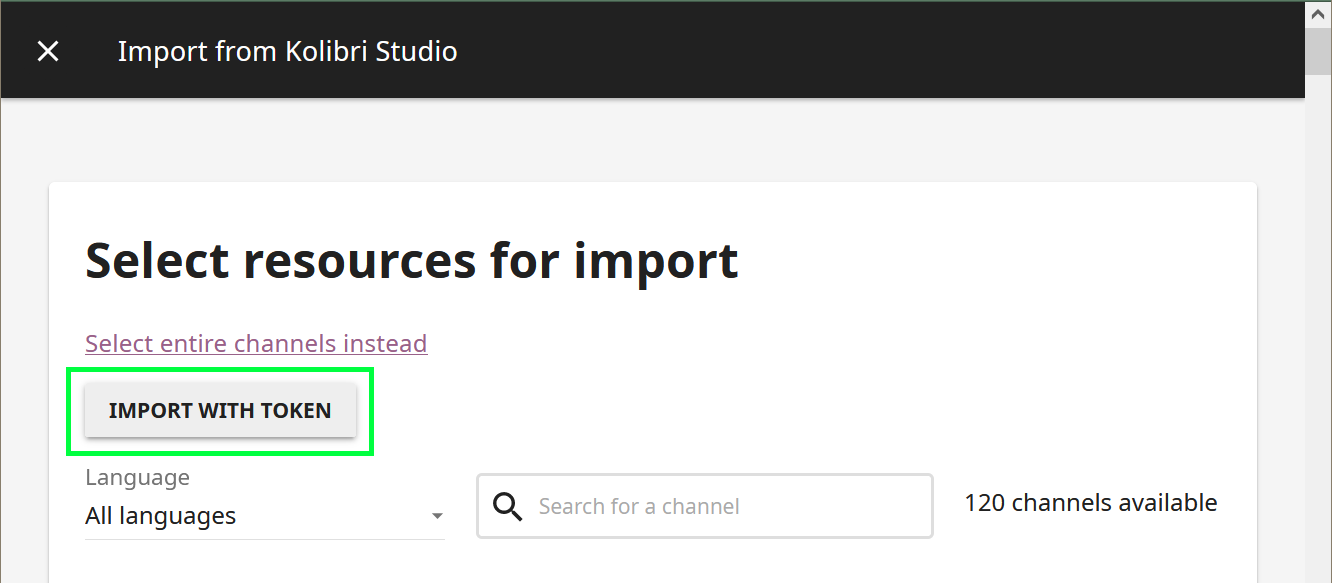 Import from Kolibri Studio
Select resources for import
Select entire channels instead
IMPORT WITH TOKEN
Language
All languages
Search for a channel
120 channels available